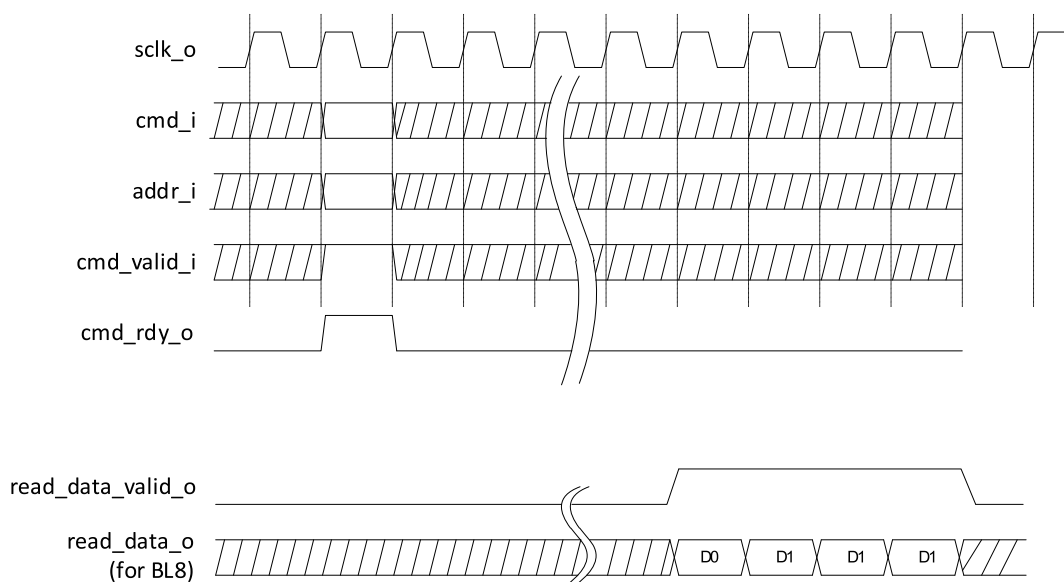 sclk_o
cmd_i
addr_i
cmd_valid_i
cmd_rdy_o
read_data_valid_o
read_data_o
(for BL8)
D0 D1 D1 D1